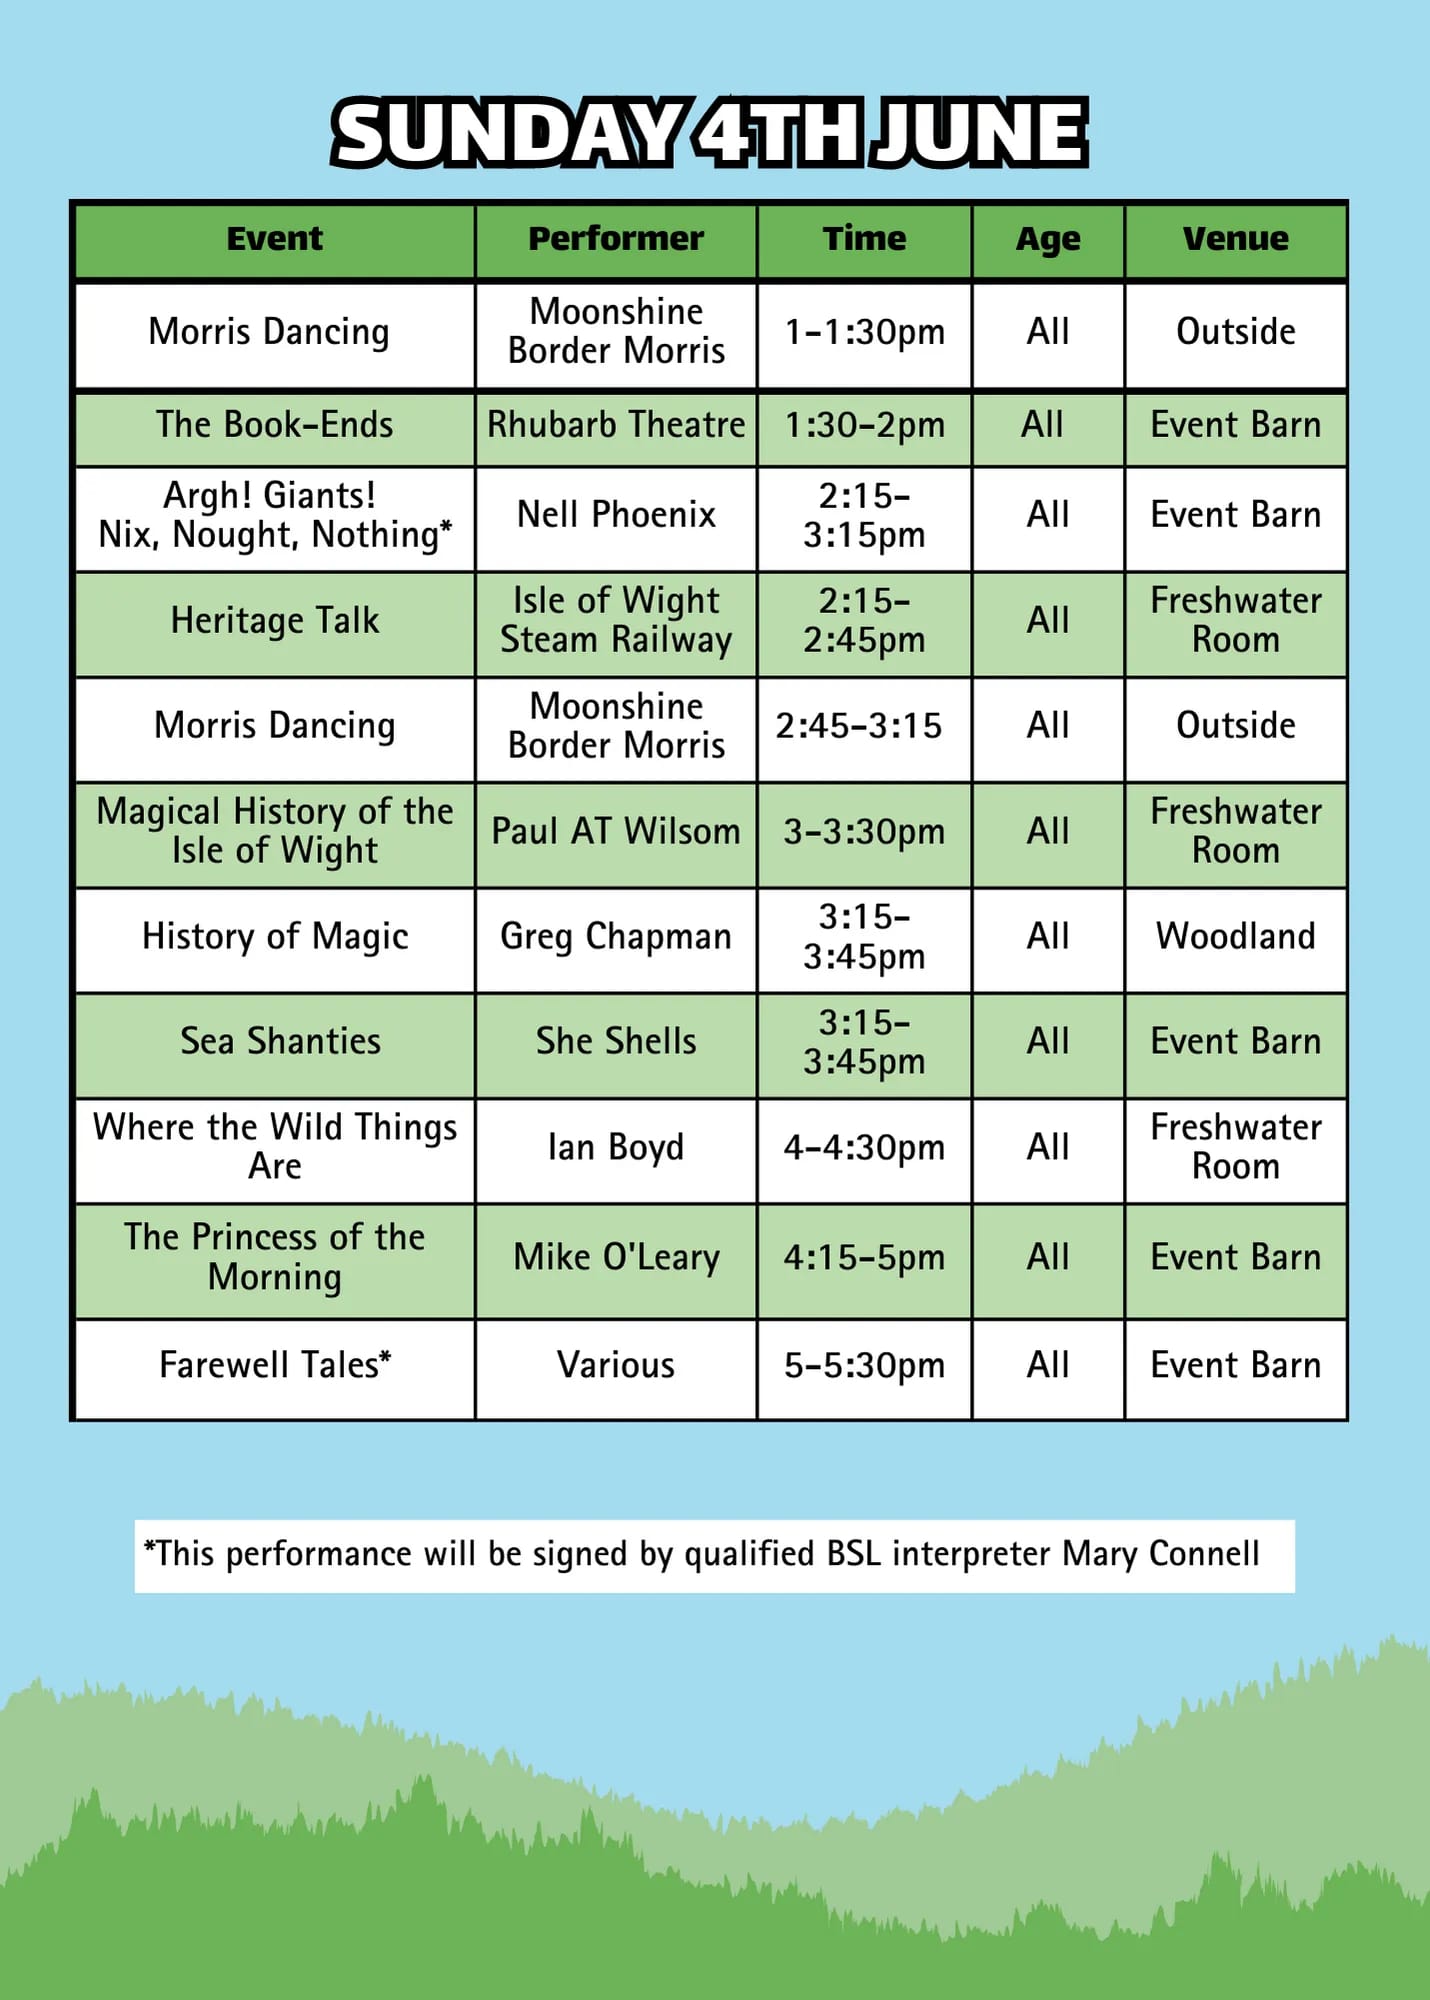 SUNDAY 4TH JUNE
Event Performer Time Age Venue
Morris Dancing
Moonshine
Border Morris
1-1:30pm
All
Outside
The Book-Ends
Rhubarb Theatre
1:30-2pm
All
Event Barn
Argh! Giants!
Nix, Nought, Nothing*
Nell Phoenix
2:15-
3:15pm
All
Event Barn
Heritage Talk
Isle of Wight
Steam Railway
2:15-
2:45pm
All
Freshwater
Room
Morris Dancing
Moonshine
Border Morris
2:45-3:15
All
Outside
Magical History of the
Isle of Wight
Paul AT Wilsom
3-3:30pm
All
Freshwater
Room
History of Magic
Greg Chapman
3:15-
3:45pm
All
Woodland
Sea Shanties
She Shells
3:15-
3:45pm
All
Event Barn
Where the Wild Things
Are
Ian Boyd
4-4:30pm
All
Freshwater
Room
The Princess of the
Morning
Mike O'Leary
4:15-5pm
All
Event Barn
Farewell Tales*
Various
5-5:30pm
All
Event Barn
*This performance will be signed by qualified BSL interpreter Mary Connell